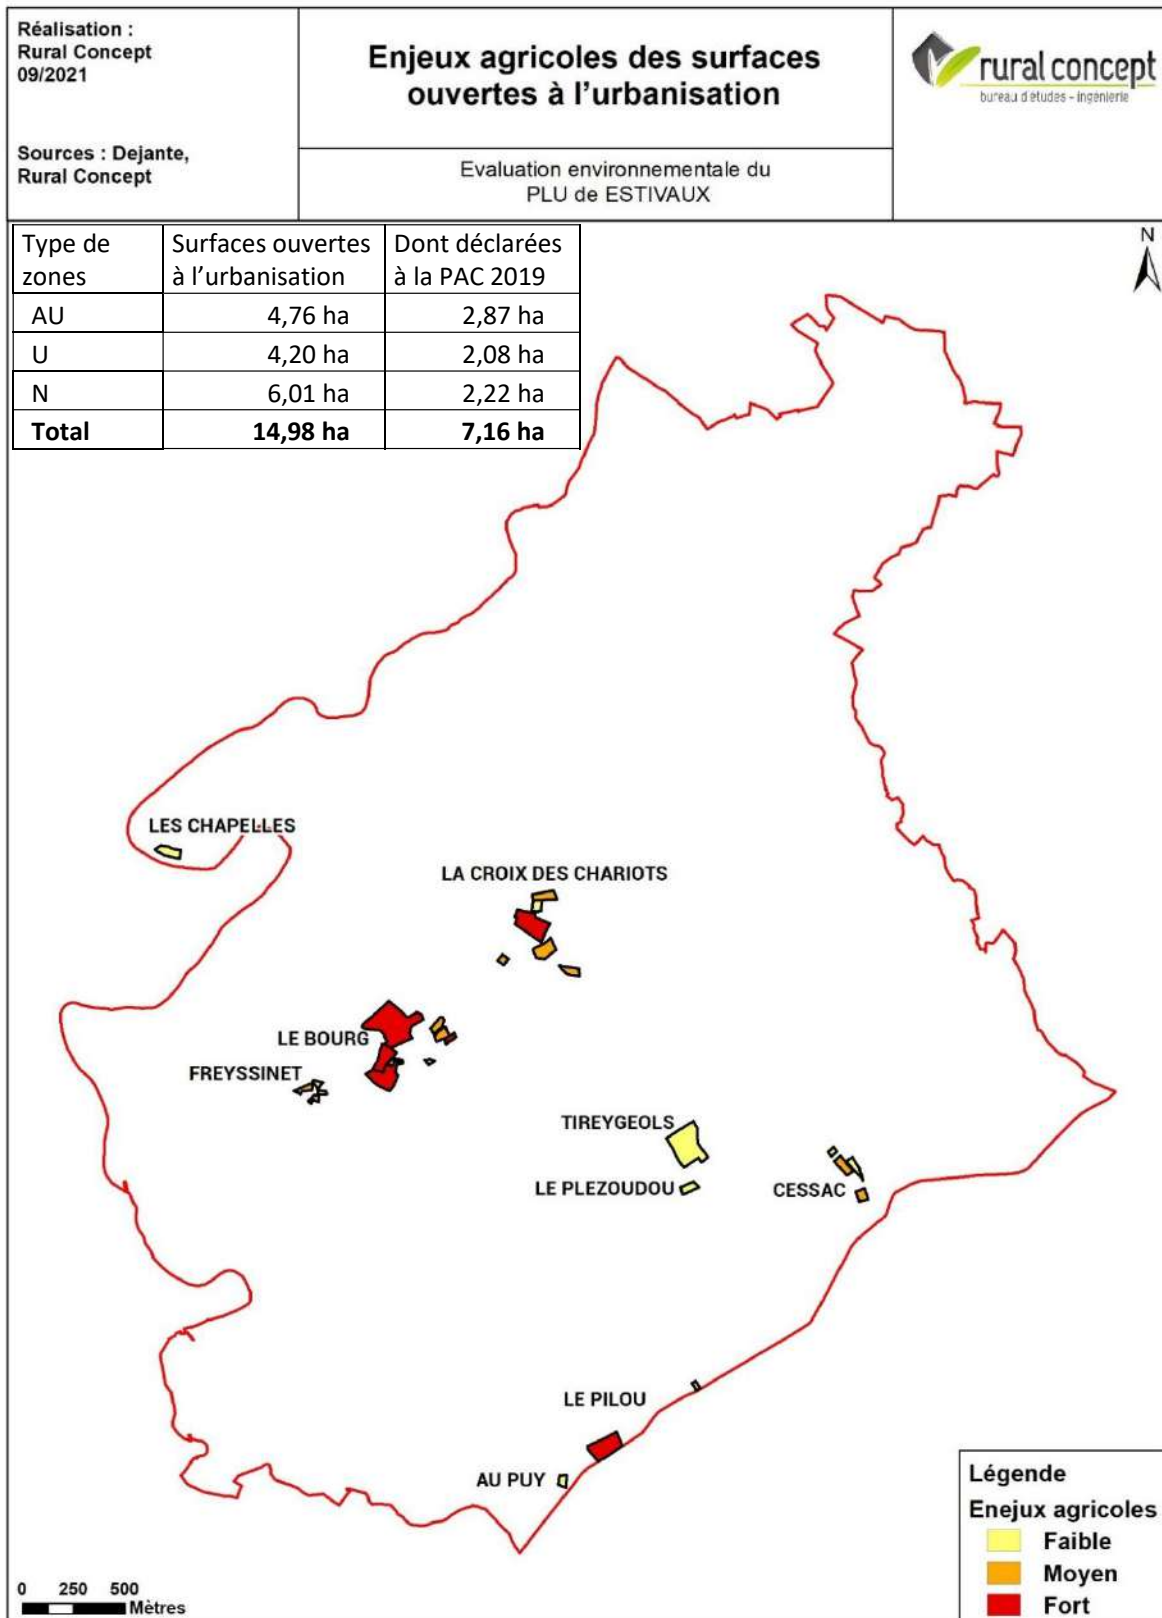 Réalisation :
Rural Concept
09/2021
Sources : Dejante,
Rural Concept
Enjeux agricoles des surfaces
ouvertes à l'urbanisation
Evaluation environnementale du
PLU de ESTIVAUX
rural concept
bureau d'études - ingénierie
Type de zones | Surfaces ouvertes à l'urbanisation | Dont déclarées à la PAC 2019
AU 4,76 ha 2,87 ha
U 4,20 ha 2,08 ha
N 6,01 ha 2,22 ha
Total 14,98 ha 7,16 ha
N
LES CHAPELLES
LA CROIX DES CHARIOTS
LE BOURG
FREYSSINET
TIREYGEOLS
LE PLEZOUDOU
CESSAC
LE PILOU
AU PUY
Légende
Enejux agricoles
Faible
Moyen
Fort
0 250 500
Mètres